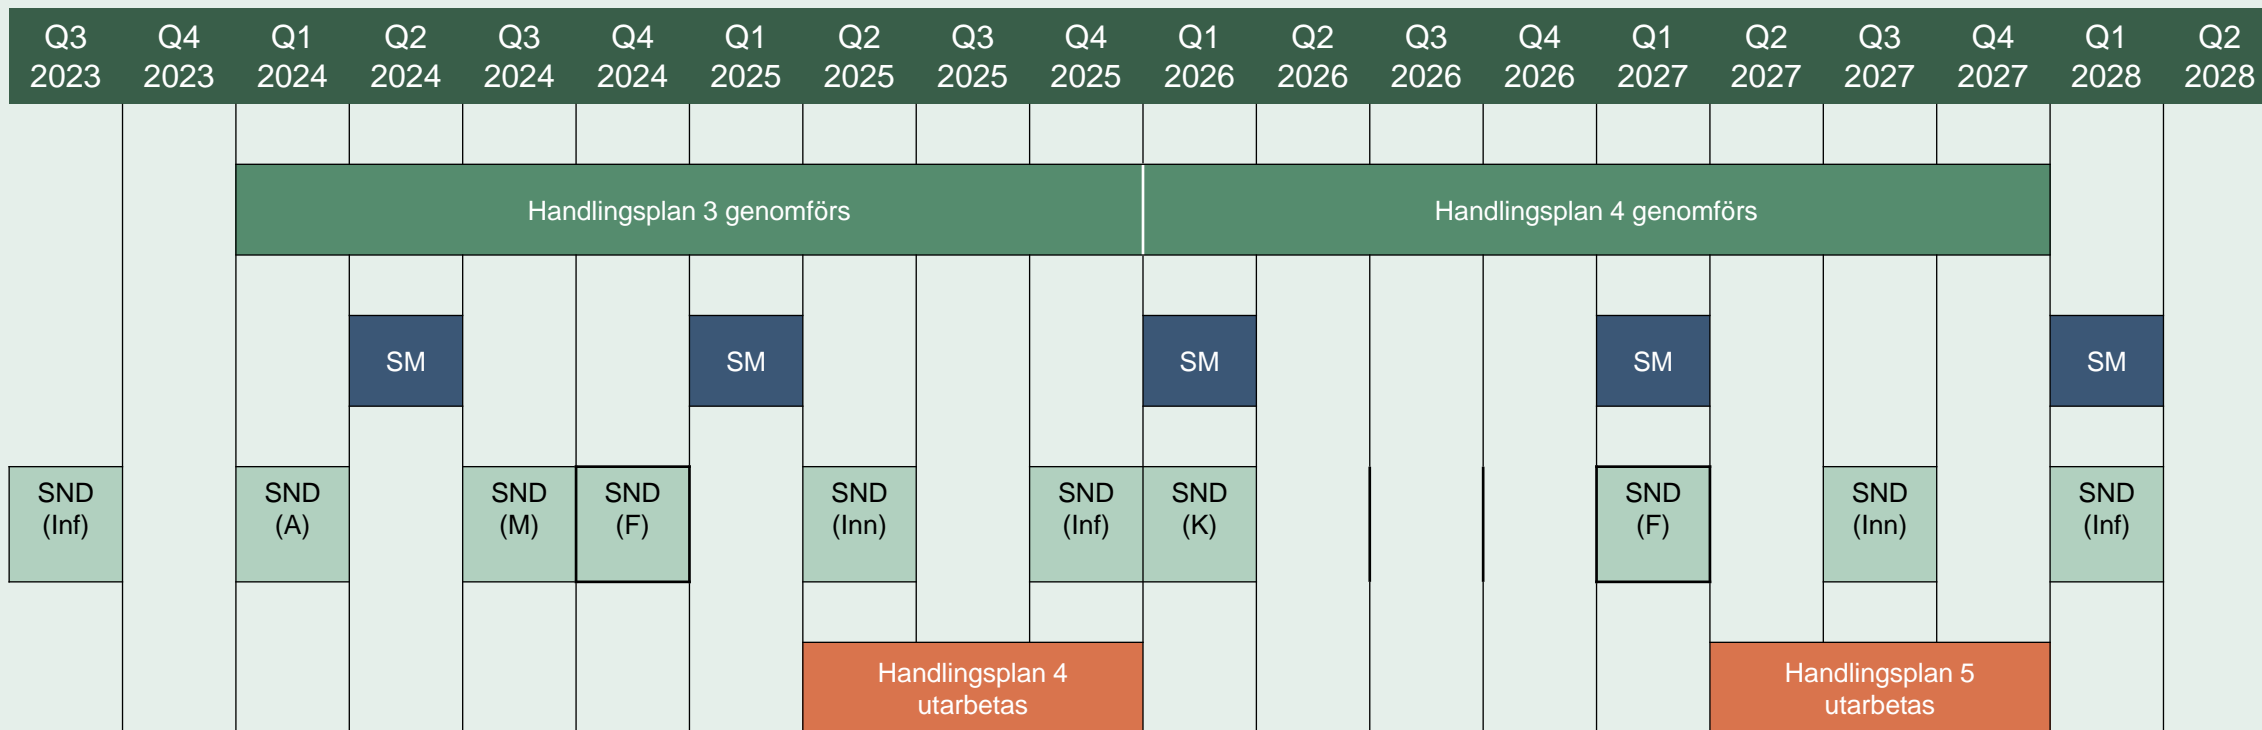 Q3 Q4 Q1 Q2 Q3 Q4 Q1 Q2 Q3 Q4 Q1 Q2 Q3 Q4 Q1 Q2 Q3 Q4 Q1 Q2
2023 2023 2024 2024 2024 2024 2025 2025 2025 2025 2026 2026 2026 2026 2027 2027 2027 2027 2028 2028
Handlingsplan 3 genomförs Handlingsplan 4 genomförs
SM SM SM SM SM
SND SND SND SND SND SND SND SND SND SND
(Inf) (A) (M) (F) (Inn) (Inf) (K) (F) (Inn) (Inf)
Handlingsplan 4 Handlingsplan 5
utarbetas utarbetas